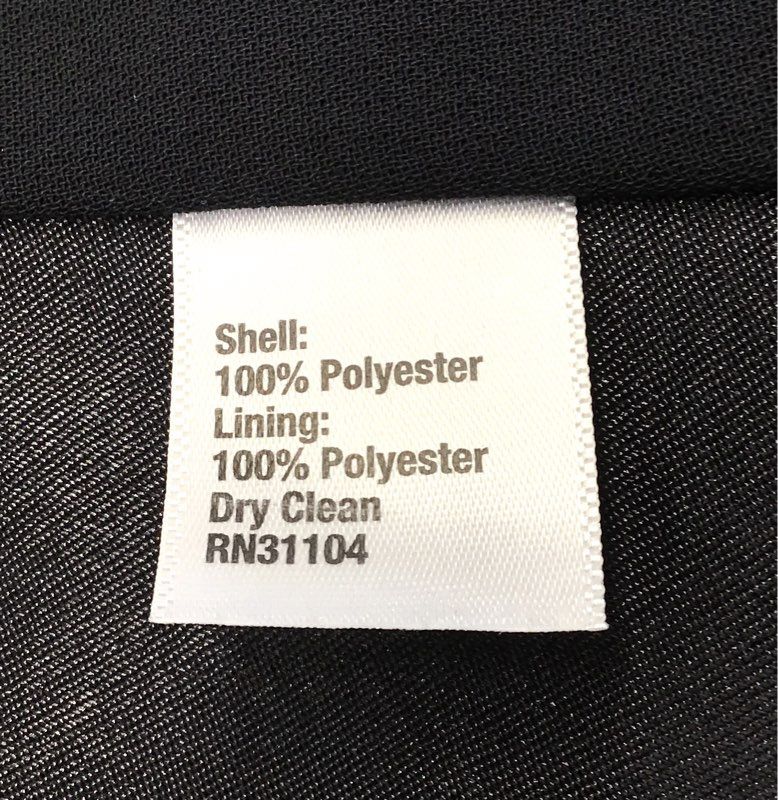 Shell:
100% Polyester
Lining:
100% Polyester
Dry Clean
RN31104